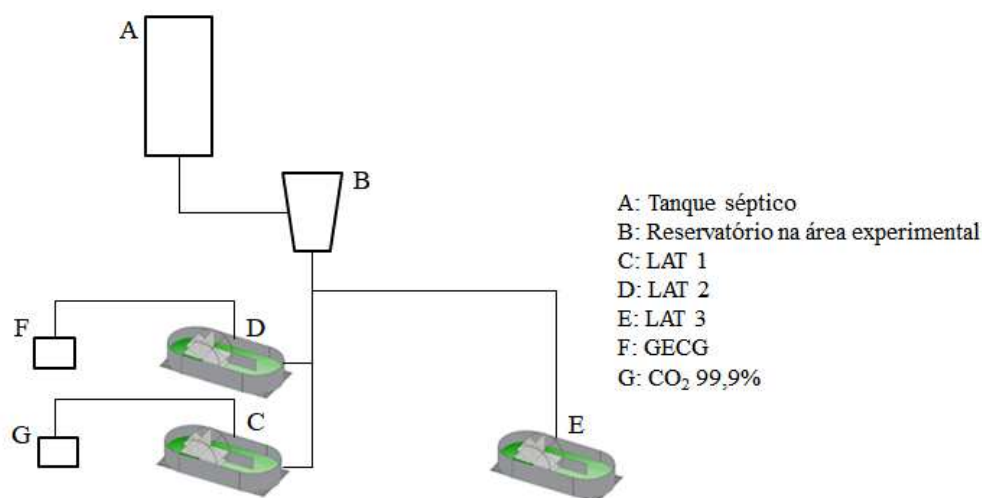 A
B
A: Tanque séptico
B: Reservatório na área experimental
C: LAT 1
D: LAT 2
E: LAT 3
F: GECG
G: CO₂ 99,9%
F
D
G
C
E